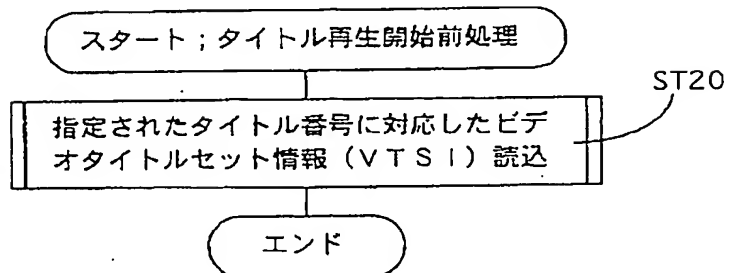 スタート；タイトル再生開始前処理
ST20
指定されたタイトル番号に対応したビデ
オタイトルセット情報（ＶＴＳＩ）読込
エンド